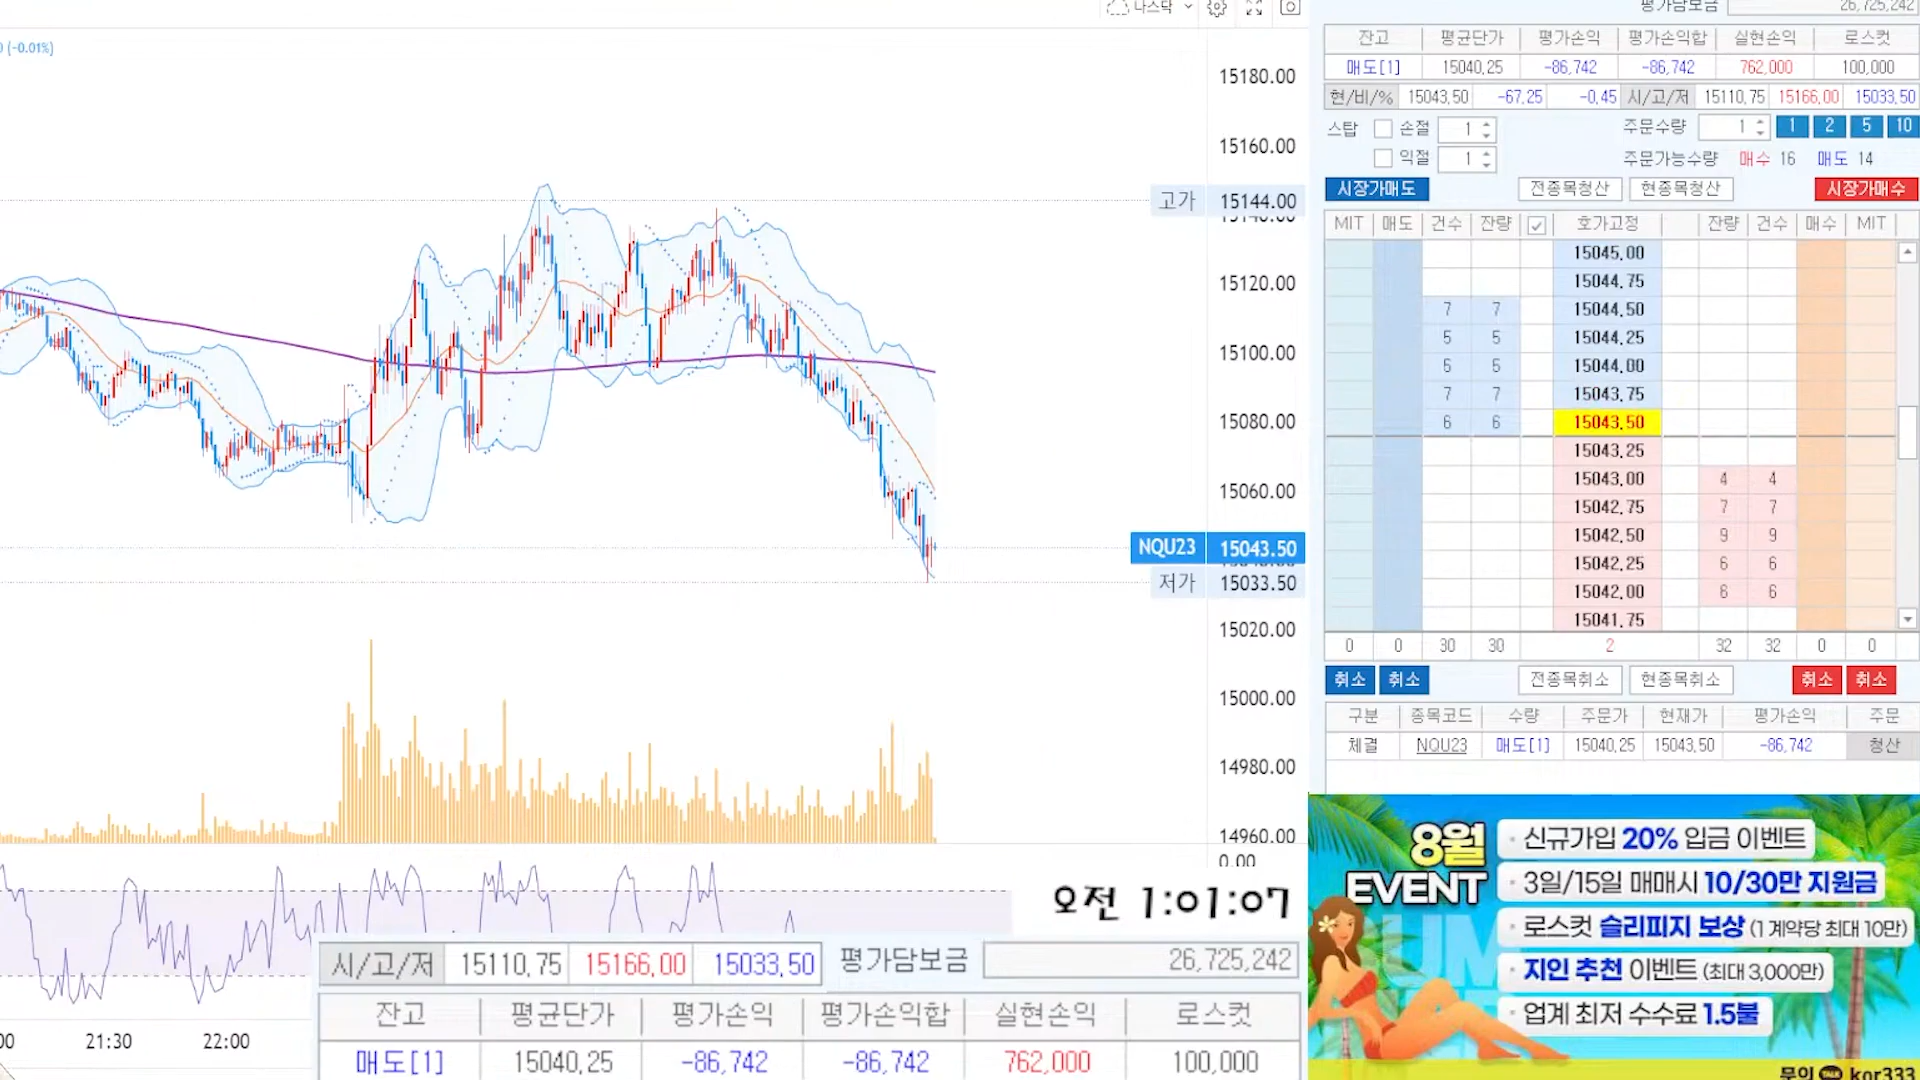 나스닥
0 (-0.01%)
15180.00
15160.00
고가 15144.00
15120.00
15100.00
15080.00
15060.00
NQU23 15043.50
저가 15033.50
15020.00
15000.00
14980.00
14960.00
0.00
오전 1:01:07
시/고/저 15110.75 15166.00 15033.50 평가담보금 26,725,242
잔고 평균단가 평가손익 평가손익합 실현손익 로스컷
매도[1] 15040.25 -86,742 -86,742 762,000 100,000
00 21:30 22:00
평가담보금 26,725,242
잔고 평균단가 평가손익 평가손익합 실현손익 로스컷
매도[1] 15040.25 -86,742 -86,742 762,000 100,000
현/비/% 15043.50 -67.25 -0.45 시/고/저 15110.75 15166.00 15033.50
스탑 손절 1 주문수량 1 1 2 5 10
익절 1 주문가능수량 매수 16 매도 14
시장가매도 전종목청산 현종목청산 시장가매수
MIT 매도 건수 잔량 호가고정 잔량 건수 매수 MIT
15045.00
15044.75
7 7 15044.50
5 5 15044.25
5 5 15044.00
7 7 15043.75
6 6 15043.50
15043.25
15043.00 4 4
15042.75 7 7
15042.50 9 9
15042.25 6 6
15042.00 6 6
15041.75
0 0 30 30 2 32 32 0 0
취소 취소 전종목취소 현종목취소 취소 취소
구분 종목코드 수량 주문가 현재가 평가손익 주문
체결 NQU23 매도[1] 15040.25 15043.50 -86,742 청산
8월 EVENT
· 신규가입 20% 입금 이벤트
· 3일/15일 매매시 10/30만 지원금
· 로스컷 슬리피지 보상 (1 계약당 최대 10만)
· 지인 추천 이벤트 (최대 3,000만)
· 업계 최저 수수료 1.5불
문의 TALK kor333